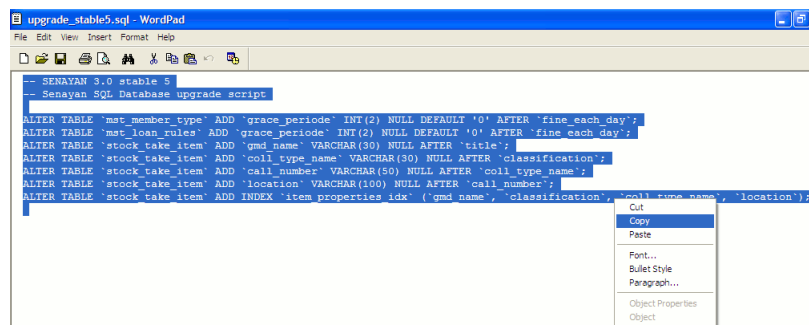 upgrade_stable5.sql - WordPad
File Edit View Insert Format Help
-- SENAYAN 3.0 stable 5
-- Senayan SQL Database upgrade script
ALTER TABLE `mst_member_type` ADD `grace_periode` INT(2) NULL DEFAULT '0' AFTER `fine_each_day`;
ALTER TABLE `mst_loan_rules` ADD `grace_periode` INT(2) NULL DEFAULT '0' AFTER `fine_each_day`;
ALTER TABLE `stock_take_item` ADD `gmd_name` VARCHAR(30) NULL AFTER `title`;
ALTER TABLE `stock_take_item` ADD `coll_type_name` VARCHAR(30) NULL AFTER `classification`;
ALTER TABLE `stock_take_item` ADD `call_number` VARCHAR(50) NULL AFTER `coll_type_name`;
ALTER TABLE `stock_take_item` ADD `location` VARCHAR(100) NULL AFTER `call_number`;
ALTER TABLE `stock_take_item` ADD INDEX `item_properties_idx` (`gmd_name`, `classification`, `coll_type_name`, `location`);
Cut
Copy
Paste
Font...
Bullet Style
Paragraph...
Object Properties
Object